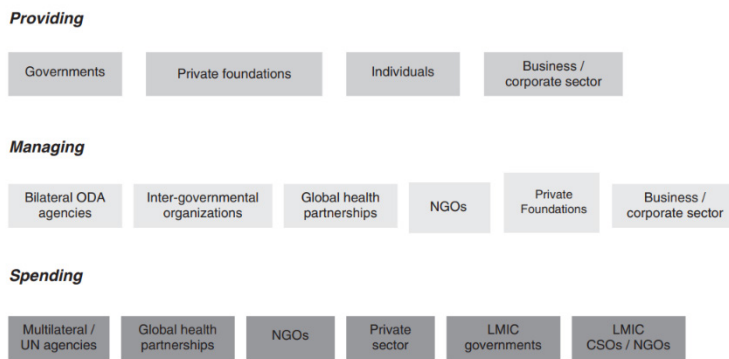 Providing
Governments
Private foundations
Individuals
Business /
corporate sector
Managing
Bilateral ODA
agencies
Inter-governmental
organizations
Global health
partnerships
NGOs
Private
Foundations
Business /
corporate sector
Spending
Multilateral /
UN agencies
Global health
partnerships
NGOs
Private
sector
LMIC
governments
LMIC
CSOs / NGOs